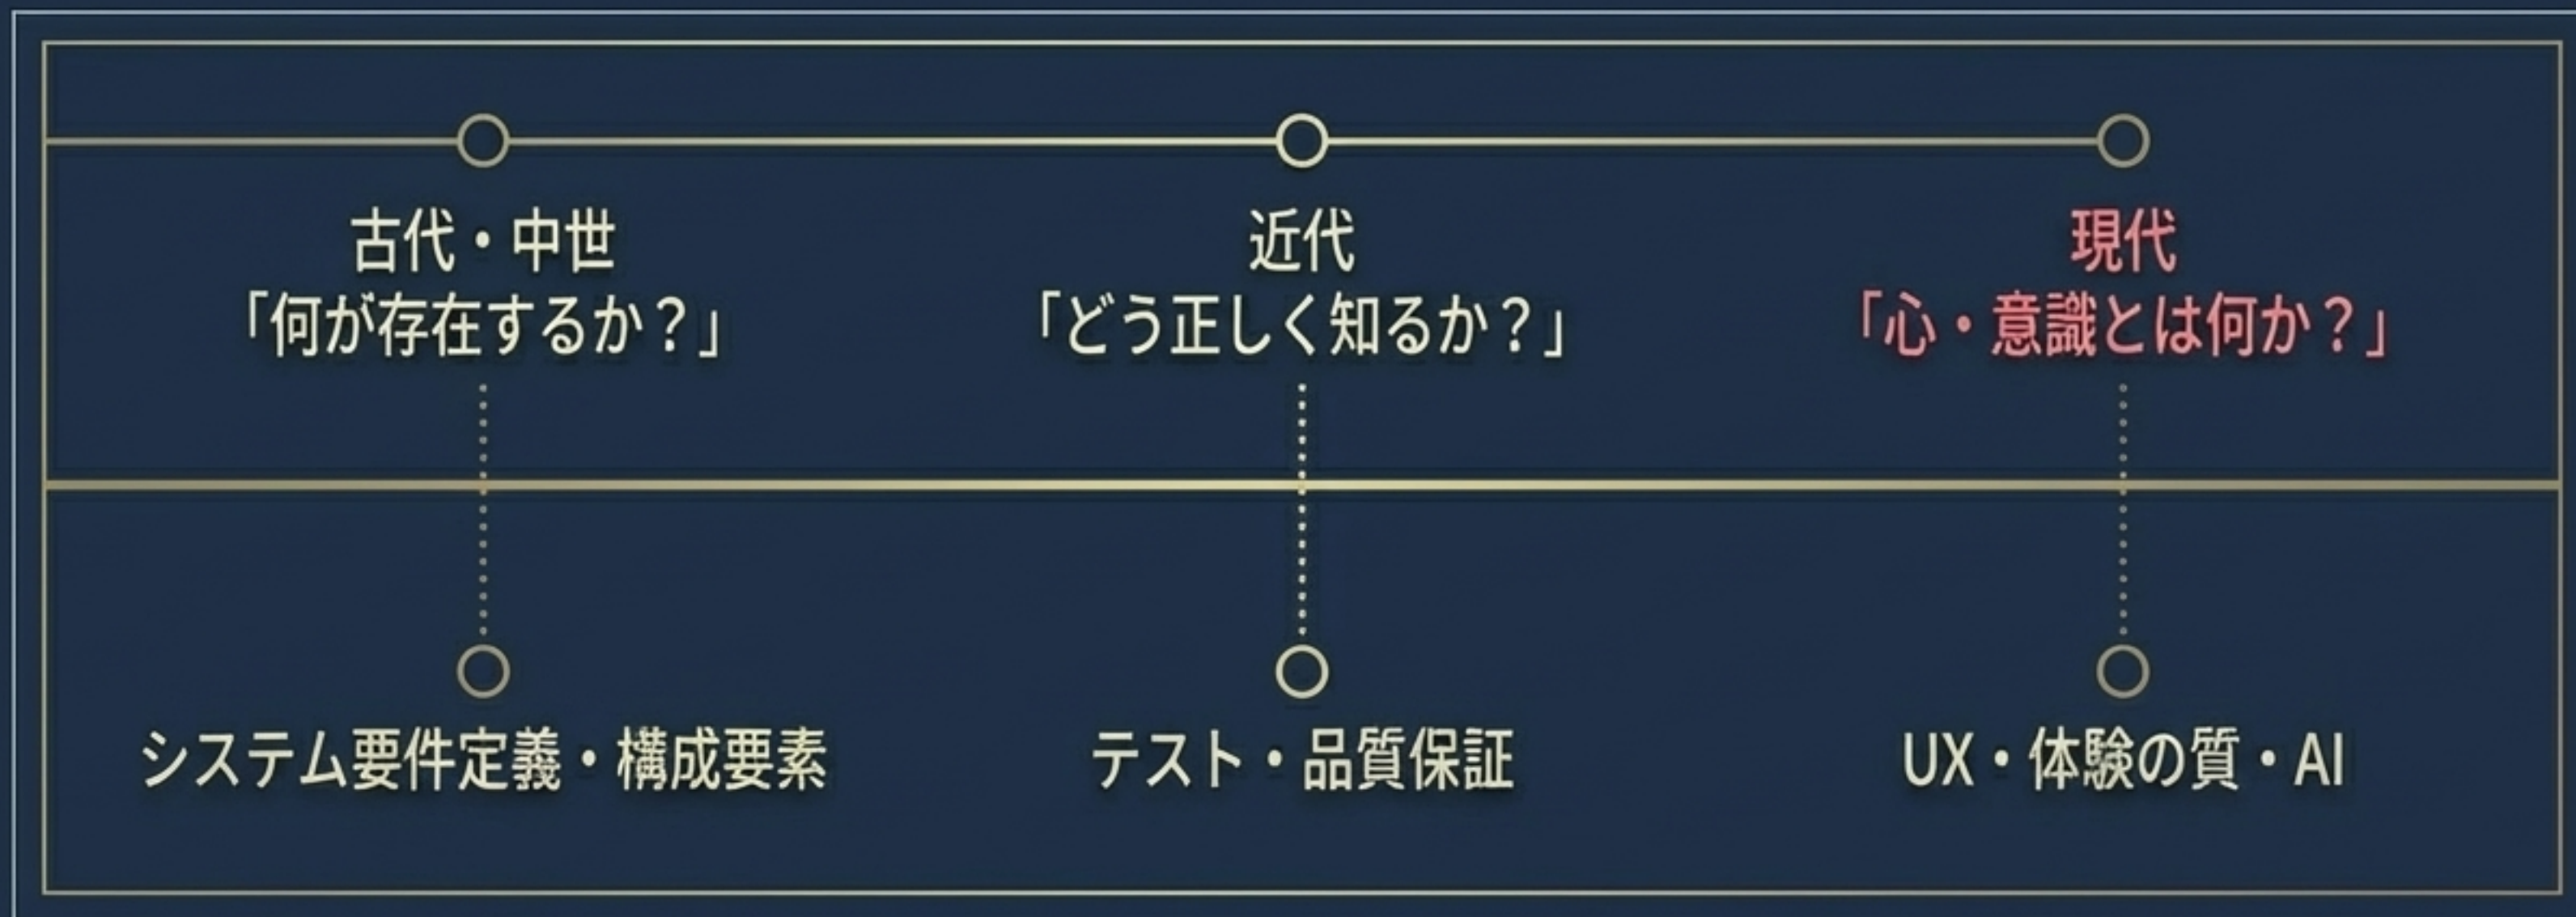 古代・中世
「何が存在するか？」
近代
「どう正しく知るか？」
現代
「心・意識とは何か？」
システム要件定義・構成要素
テスト・品質保証
UX・体験の質・AI